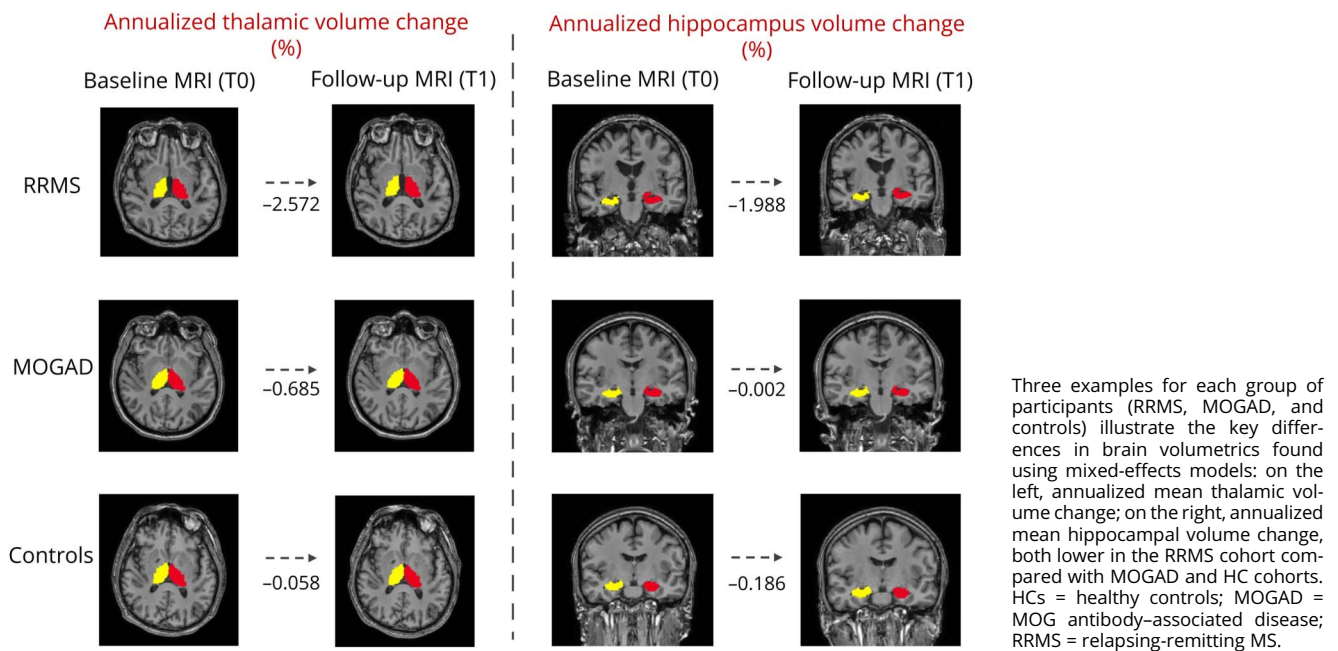 Annualized thalamic volume change
(%)
Baseline MRI (T0)
Follow-up MRI (T1)
Annualized hippocampus volume change
(%)
Baseline MRI (T0)
Follow-up MRI (T1)
RRMS
–2.572
–1.988
MOGAD
–0.685
–0.002
Controls
–0.058
–0.186
Three examples for each group of
participants (RRMS, MOGAD, and
controls) illustrate the key differ-
ences in brain volumetrics found
using mixed-effects models: on the
left, annualized mean thalamic vol-
ume change; on the right, annualized
mean hippocampal volume change,
both lower in the RRMS cohort com-
pared with MOGAD and HC cohorts.
HCs = healthy controls; MOGAD =
MOG antibody–associated disease;
RRMS = relapsing-remitting MS.